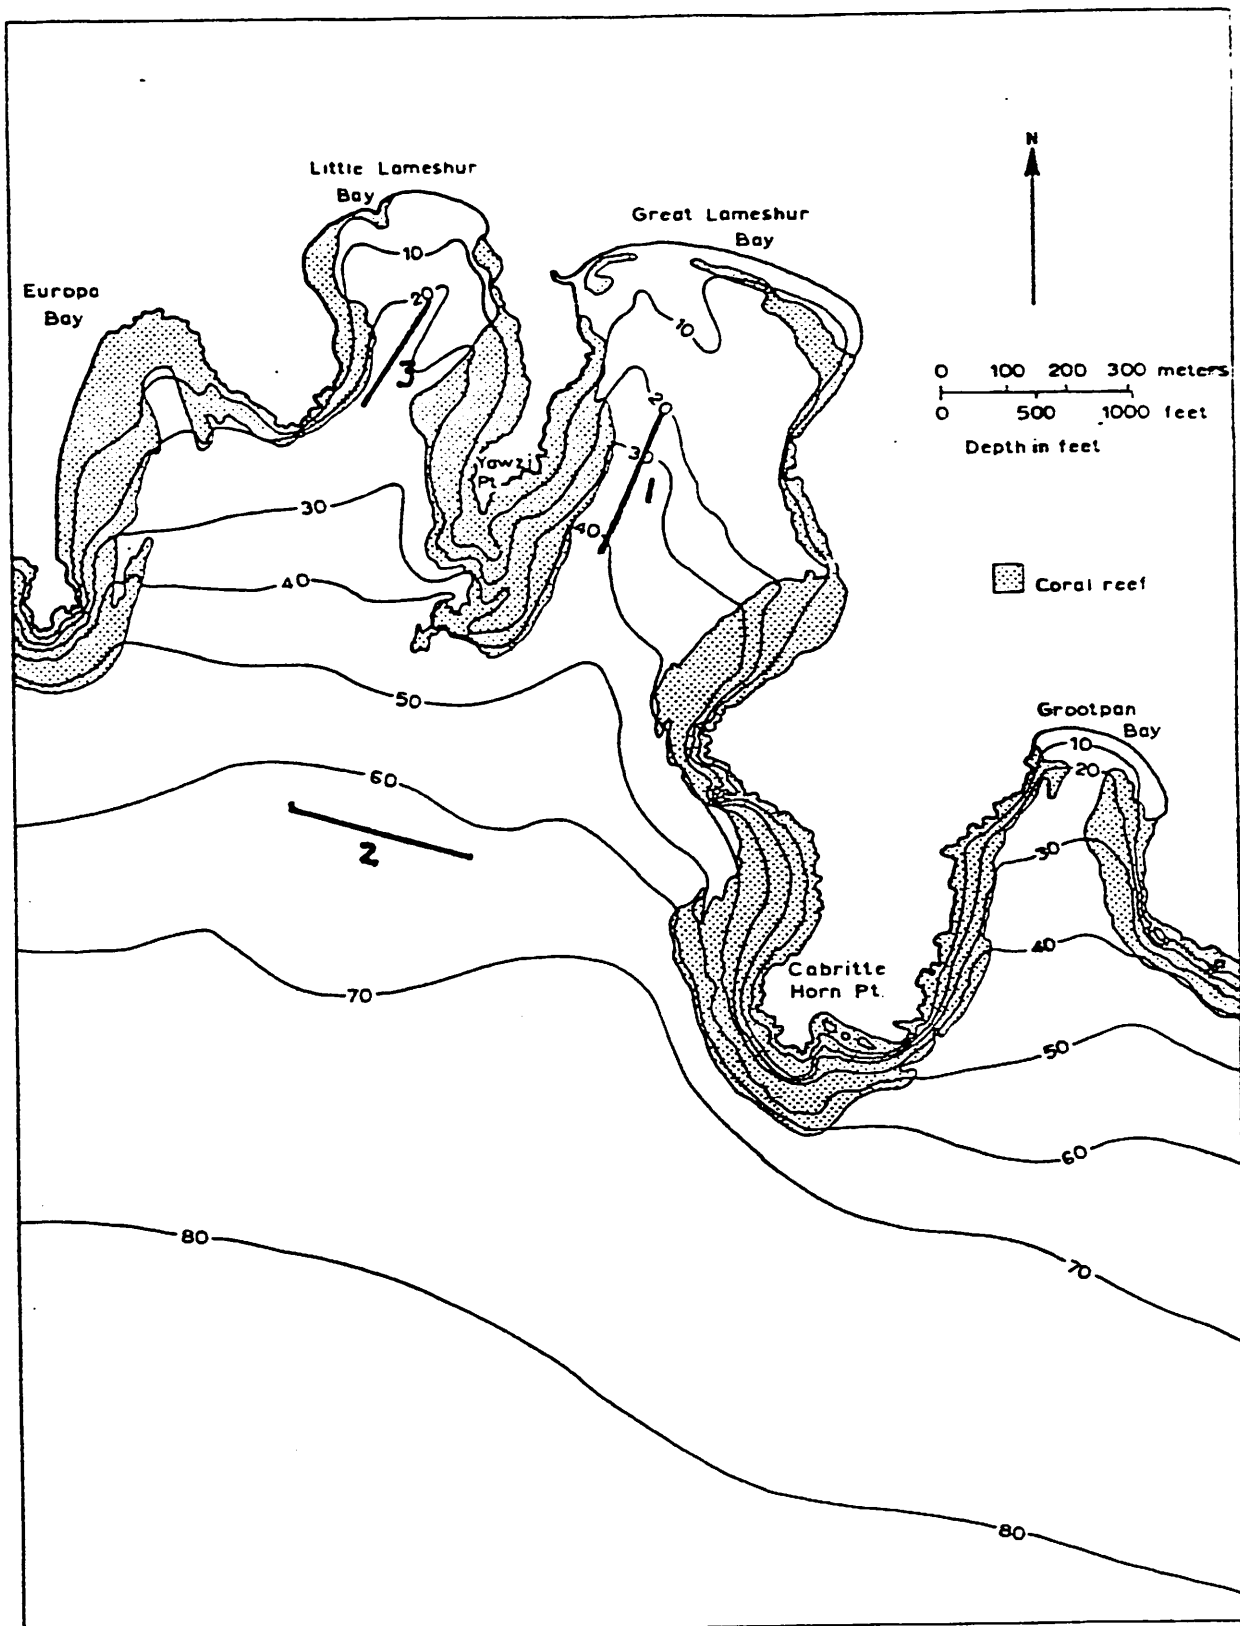 N
Little Lameshur
Bay
Great Lameshur
Bay
10
Europa
Bay
20
10
3
0 100 200 300 meters
0 500 1000 feet
Depth in feet
20
Yawzi
Pt
30
1
30
40
40
Coral reef
50
Grootpan
Bay
10
20
60
2
30
40
Cabritte
Horn Pt.
70
50
60
80
70
80